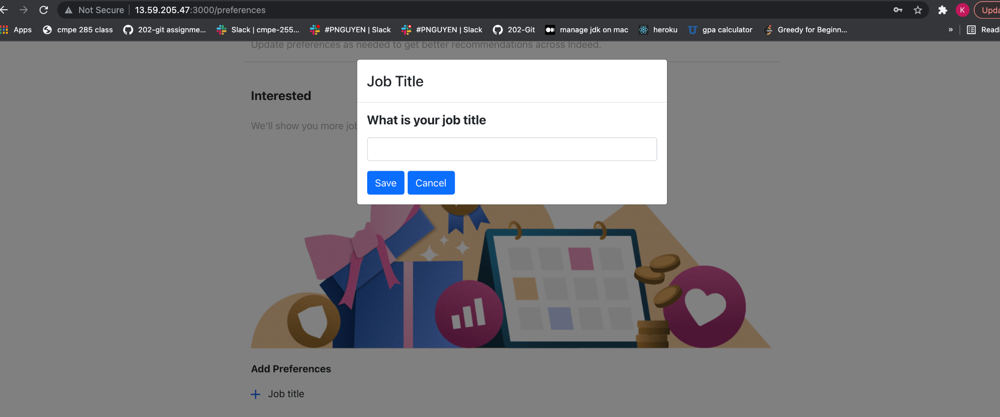 Not Secure 13.59.205.47:3000/preferences K Upda
Apps cmpe 285 class 202-git assignme... Slack | cmpe-255... #PNGUYEN | Slack #PNGUYEN | Slack 202-Git manage jdk on mac heroku gpa calculator Greedy for Beginn... » Readi
Update preferences as needed to get better recommendations across Indeed.
Job Title
Interested
What is your job title
We'll show you more job
Save Cancel
Add Preferences
+ Job title